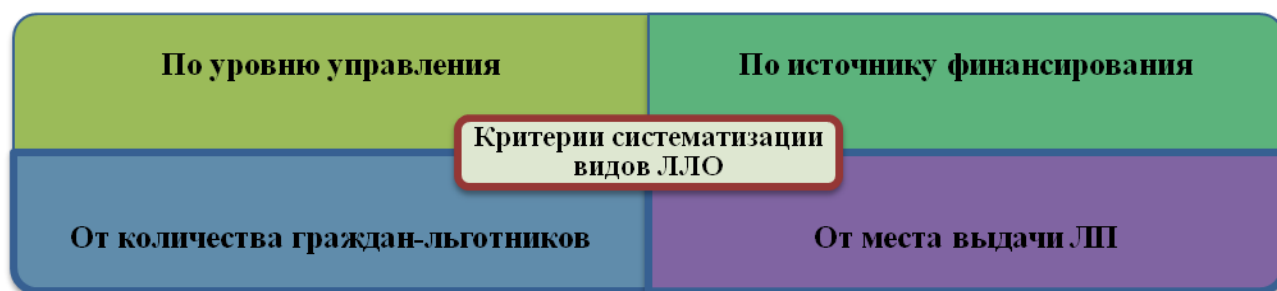 По уровню управления
По источнику финансирования
Критерии систематизации
видов ЛЛО
От количества граждан-льготников
От места выдачи ЛП